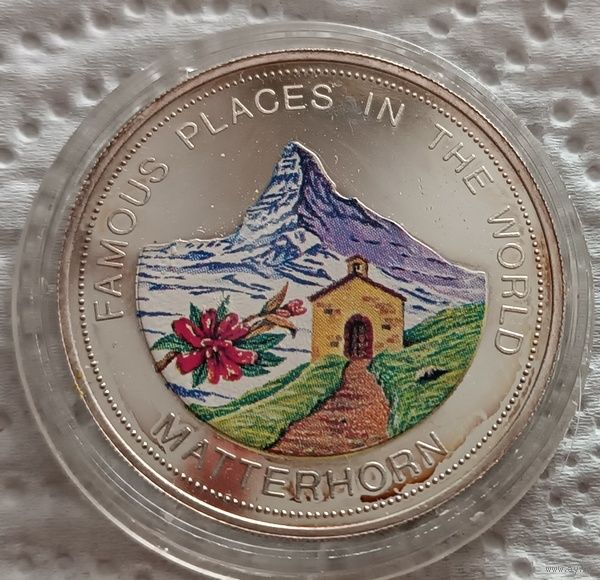 FAMOUS PLACES IN THE WORLD
MATTERHORN